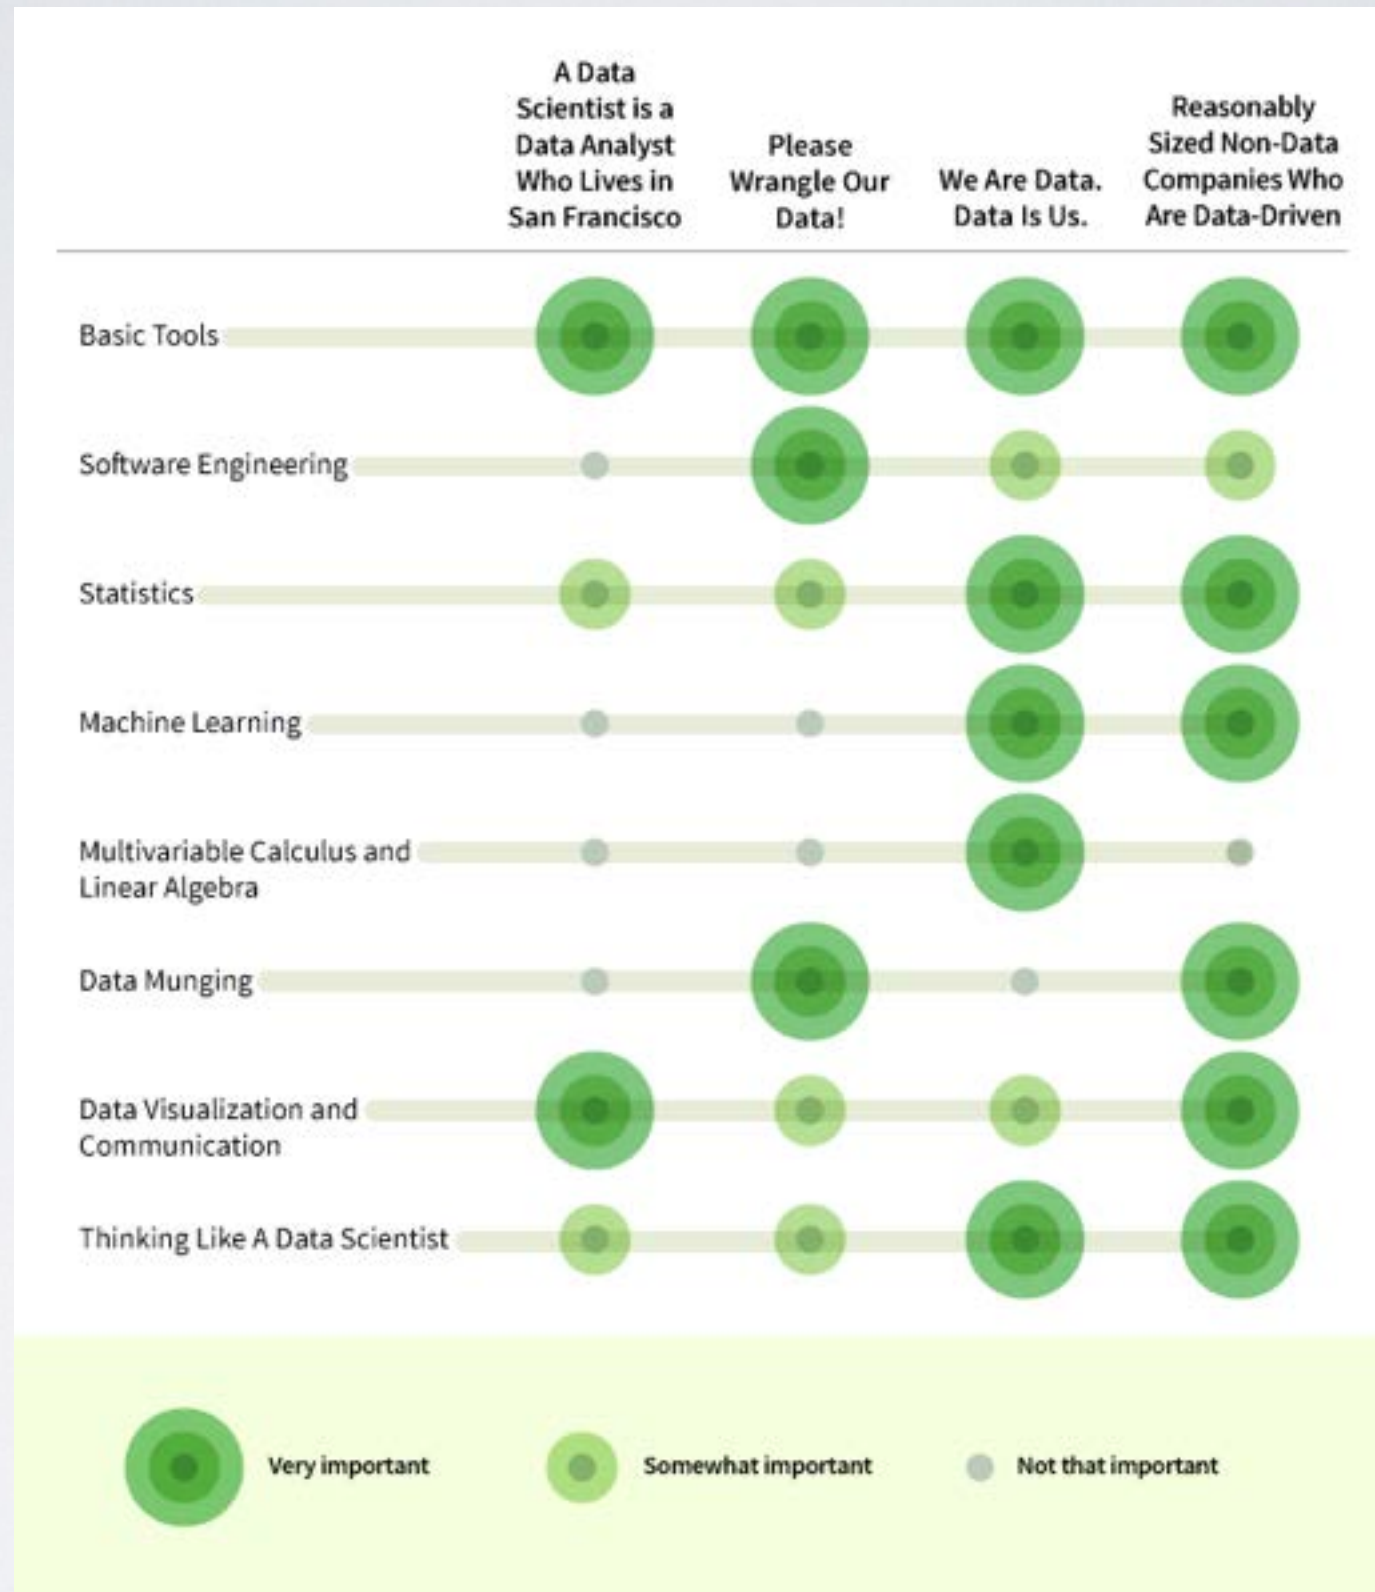 A Data
Scientist is a
Data Analyst
Who Lives in
San Francisco
Please
Wrangle Our
Data!
We Are Data.
Data Is Us.
Reasonably
Sized Non-Data
Companies Who
Are Data-Driven
Basic Tools
Software Engineering
Statistics
Machine Learning
Multivariable Calculus and
Linear Algebra
Data Munging
Data Visualization and
Communication
Thinking Like A Data Scientist
Very important
Somewhat important
Not that important